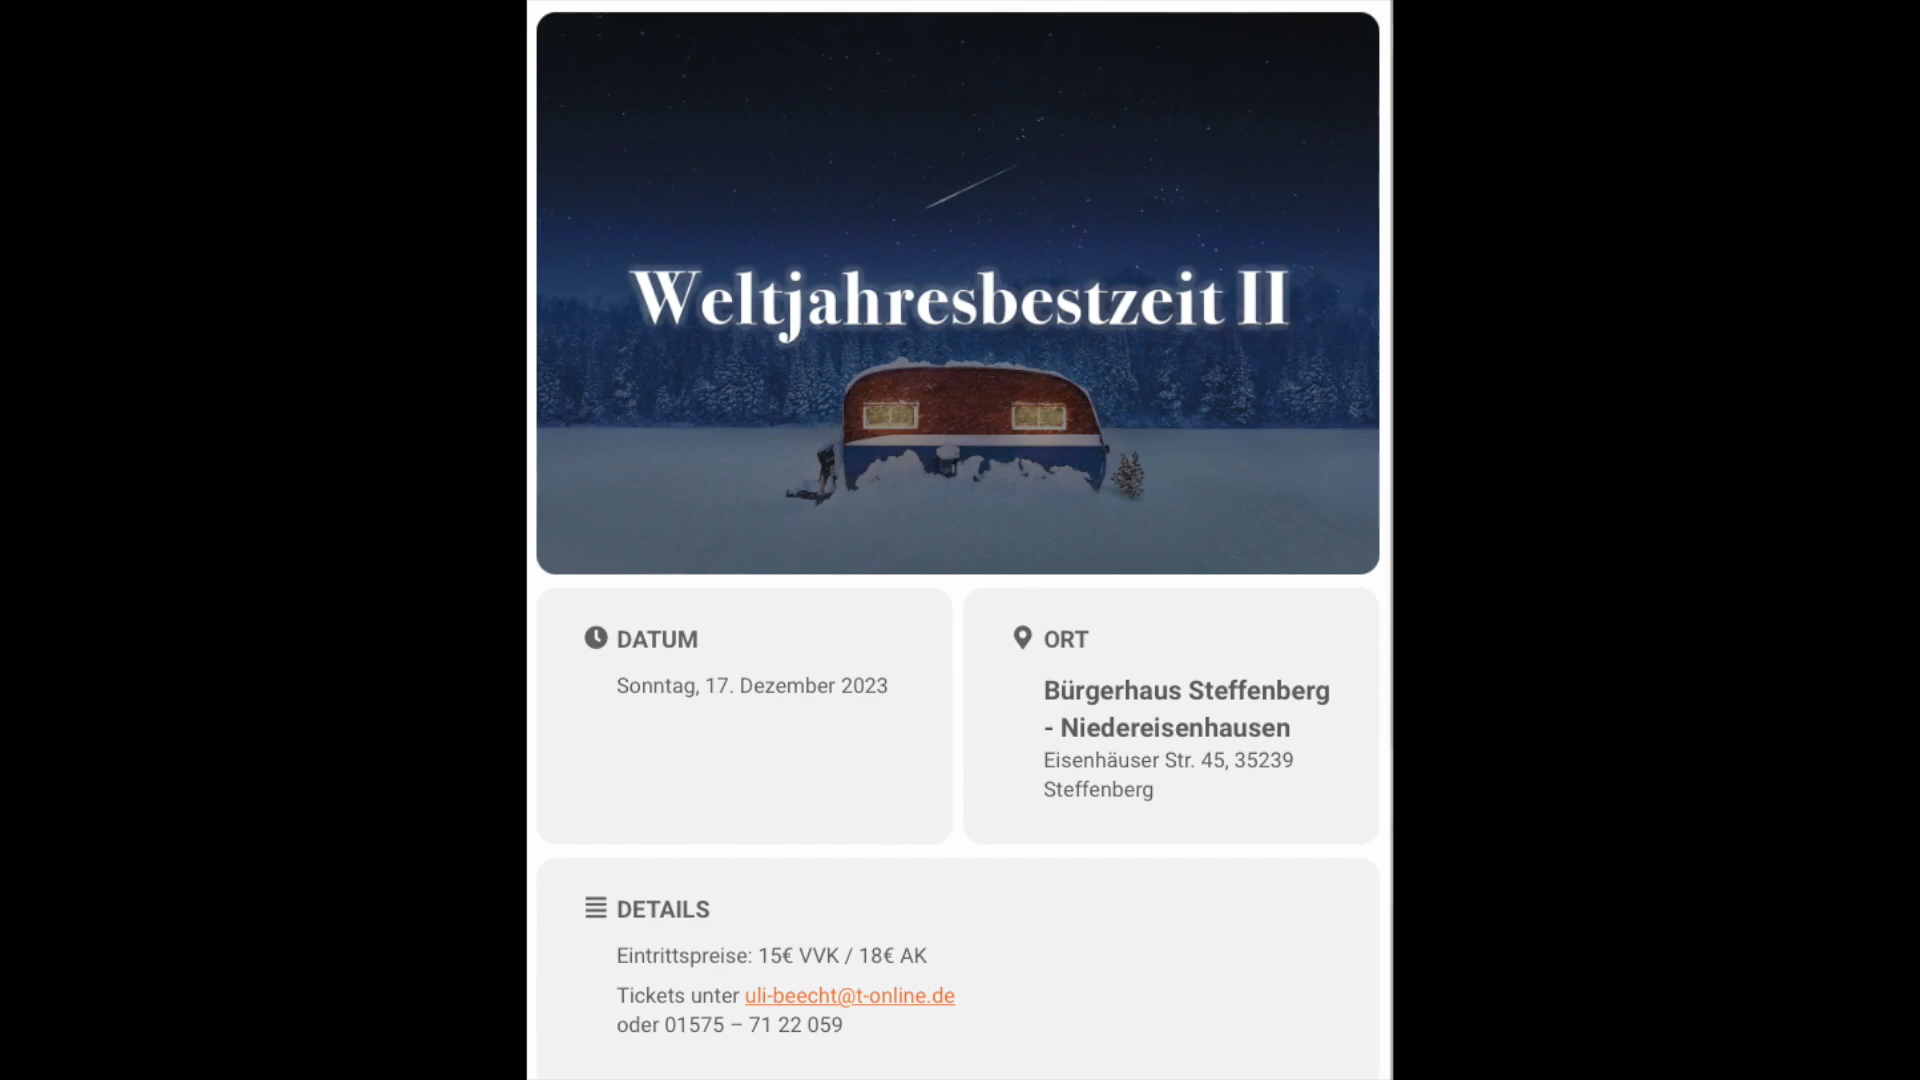 Weltjahresbestzeit II
DATUM
Sonntag, 17. Dezember 2023
ORT
Bürgerhaus Steffenberg
- Niedereisenhausen
Eisenhäuser Str. 45, 35239
Steffenberg
DETAILS
Eintrittspreise: 15€ VVK / 18€ AK
Tickets unter uli-beecht@t-online.de
oder 01575 – 71 22 059